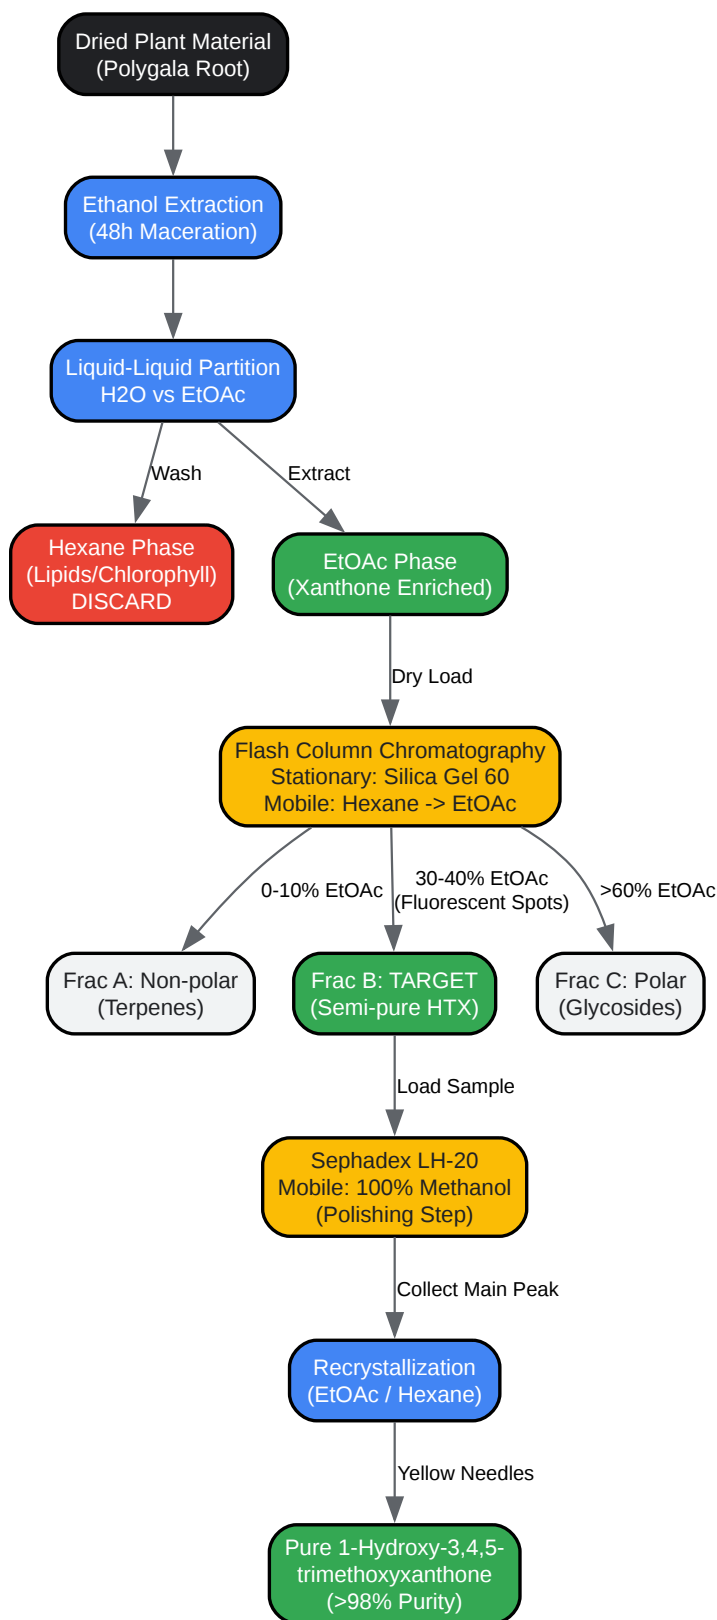 Dried Plant Material
(Polygala Root)
Ethanol Extraction
(48h Maceration)
Liquid-Liquid Partition
H2O vs EtOAc
Wash
Extract
Hexane Phase
(Lipids/Chlorophyll)
DISCARD
EtOAc Phase
(Xanthone Enriched)
Dry Load
Flash Column Chromatography
Stationary: Silica Gel 60
Mobile: Hexane -> EtOAc
0-10% EtOAc
30-40% EtOAc
(Fluorescent Spots)
>60% EtOAc
Frac A: Non-polar
(Terpenes)
Frac B: TARGET
(Semi-pure HTX)
Frac C: Polar
(Glycosides)
Load Sample
Sephadex LH-20
Mobile: 100% Methanol
(Polishing Step)
Collect Main Peak
Recrystallization
(EtOAc / Hexane)
Yellow Needles
Pure 1-Hydroxy-3,4,5-
trimethoxyxanthone
(>98% Purity)